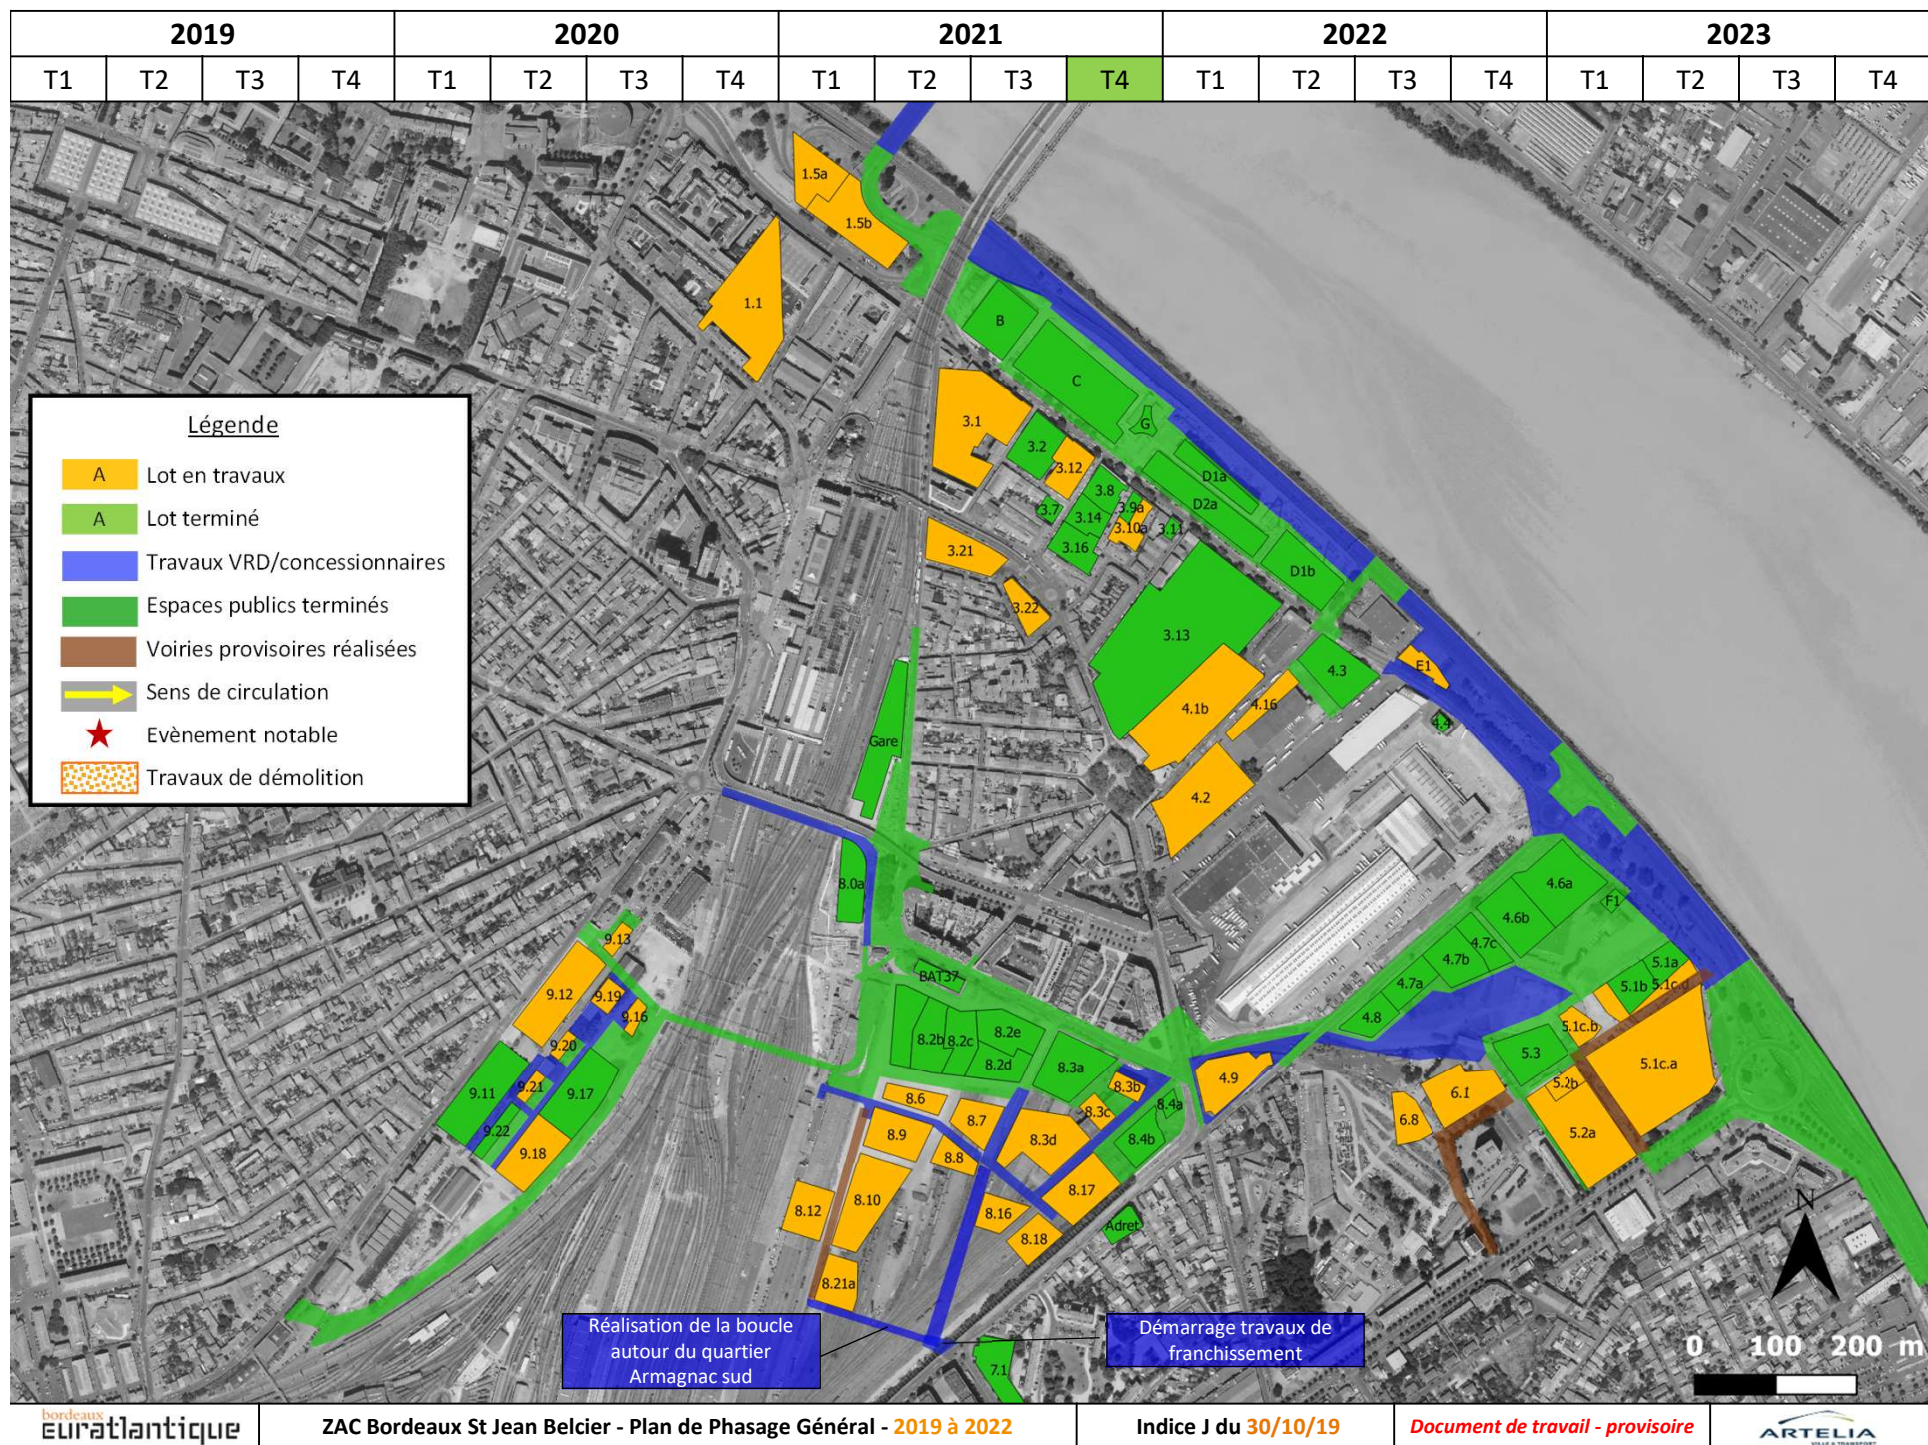 2019 2020 2021 2022 2023
T1 T2 T3 T4 T1 T2 T3 T4 T1 T2 T3 T4 T1 T2 T3 T4 T1 T2 T3 T4
1.5a
1.5b
1.1
B
C
G
3.1
3.2
3.12
3.8
3.7
3.14
3.9a
3.10a
3.16
3.11
D1a
D2a
D1b
3.21
3.22
3.13
4.3
E1
4.4
4.1b
4.16
4.2
Légende
A Lot en travaux
A Lot terminé
Travaux VRD/concessionnaires
Espaces publics terminés
Voiries provisoires réalisées
Sens de circulation
Evènement notable
Travaux de démolition
Gare
8.0a
BAT37
4.6a
F1
4.6b
4.7c
4.7b
4.7a
4.8
5.1a
5.1b
5.1c.d
5.1c.b
5.1c.a
5.3
5.2b
5.2a
6.1
6.8
4.9
9.13
9.12
9.19
9.16
9.20
9.21
9.11
9.17
9.22
9.18
8.2b
8.2c
8.2e
8.2d
8.3a
8.3b
8.3c
8.4a
8.4b
8.6
8.7
8.9
8.8
8.3d
8.10
8.12
8.17
8.16
8.18
Adret
8.21a
7.1
Réalisation de la boucle
autour du quartier
Armagnac sud
Démarrage travaux de
franchissement
N
0 100 200 m
bordeaux
euratlantique
ZAC Bordeaux St Jean Belcier - Plan de Phasage Général - 2019 à 2022
Indice J du 30/10/19
Document de travail - provisoire
ARTELIA
VILLE & TRANSPORT